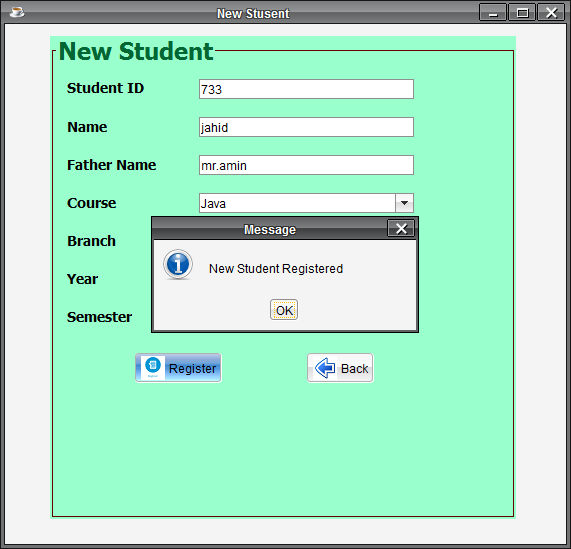 New Stusent
New Student
Student ID 733
Name jahid
Father Name mr.amin
Course Java
Message
Branch
New Student Registered
Year
OK
Semester
Register Back